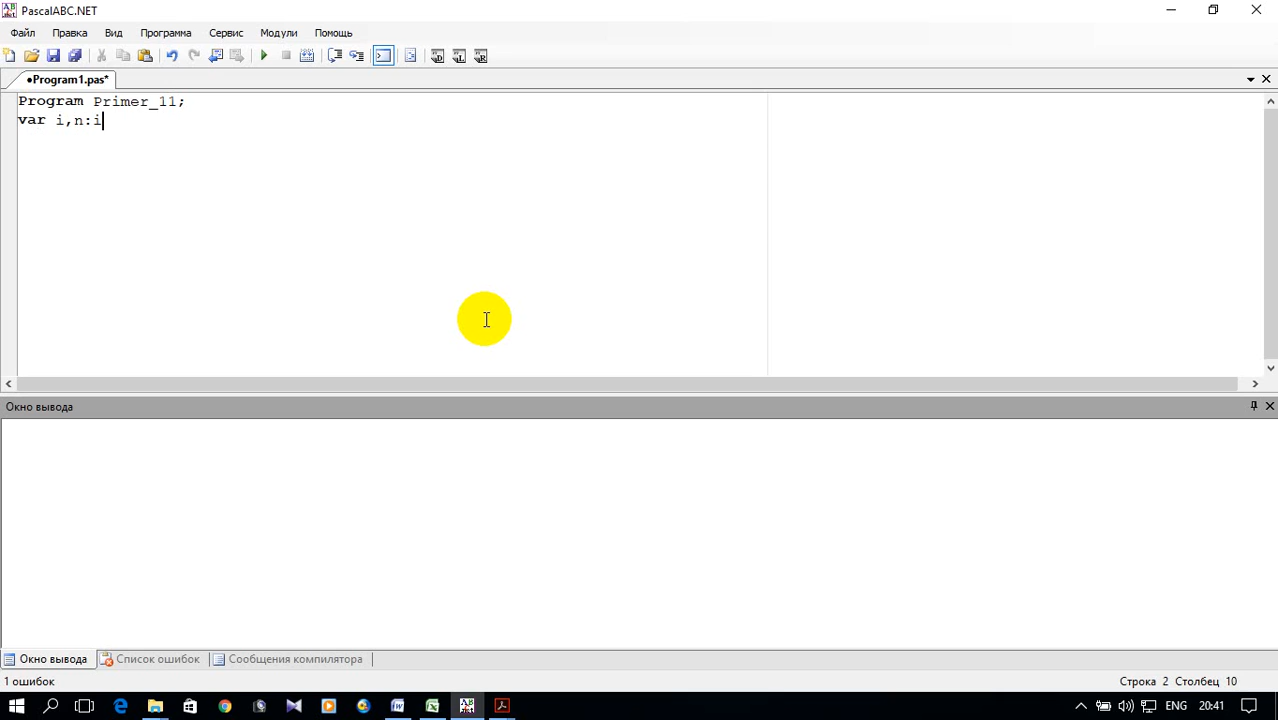 PascalABC.NET
Файл Правка Вид Программа Сервис Модули Помощь
•Program1.pas*
Program Primer_11;
var i,n:i
Окно вывода
Окно вывода Список ошибок Сообщения компилятора
1 ошибок Строка 2 Столбец 10
ENG 20:41